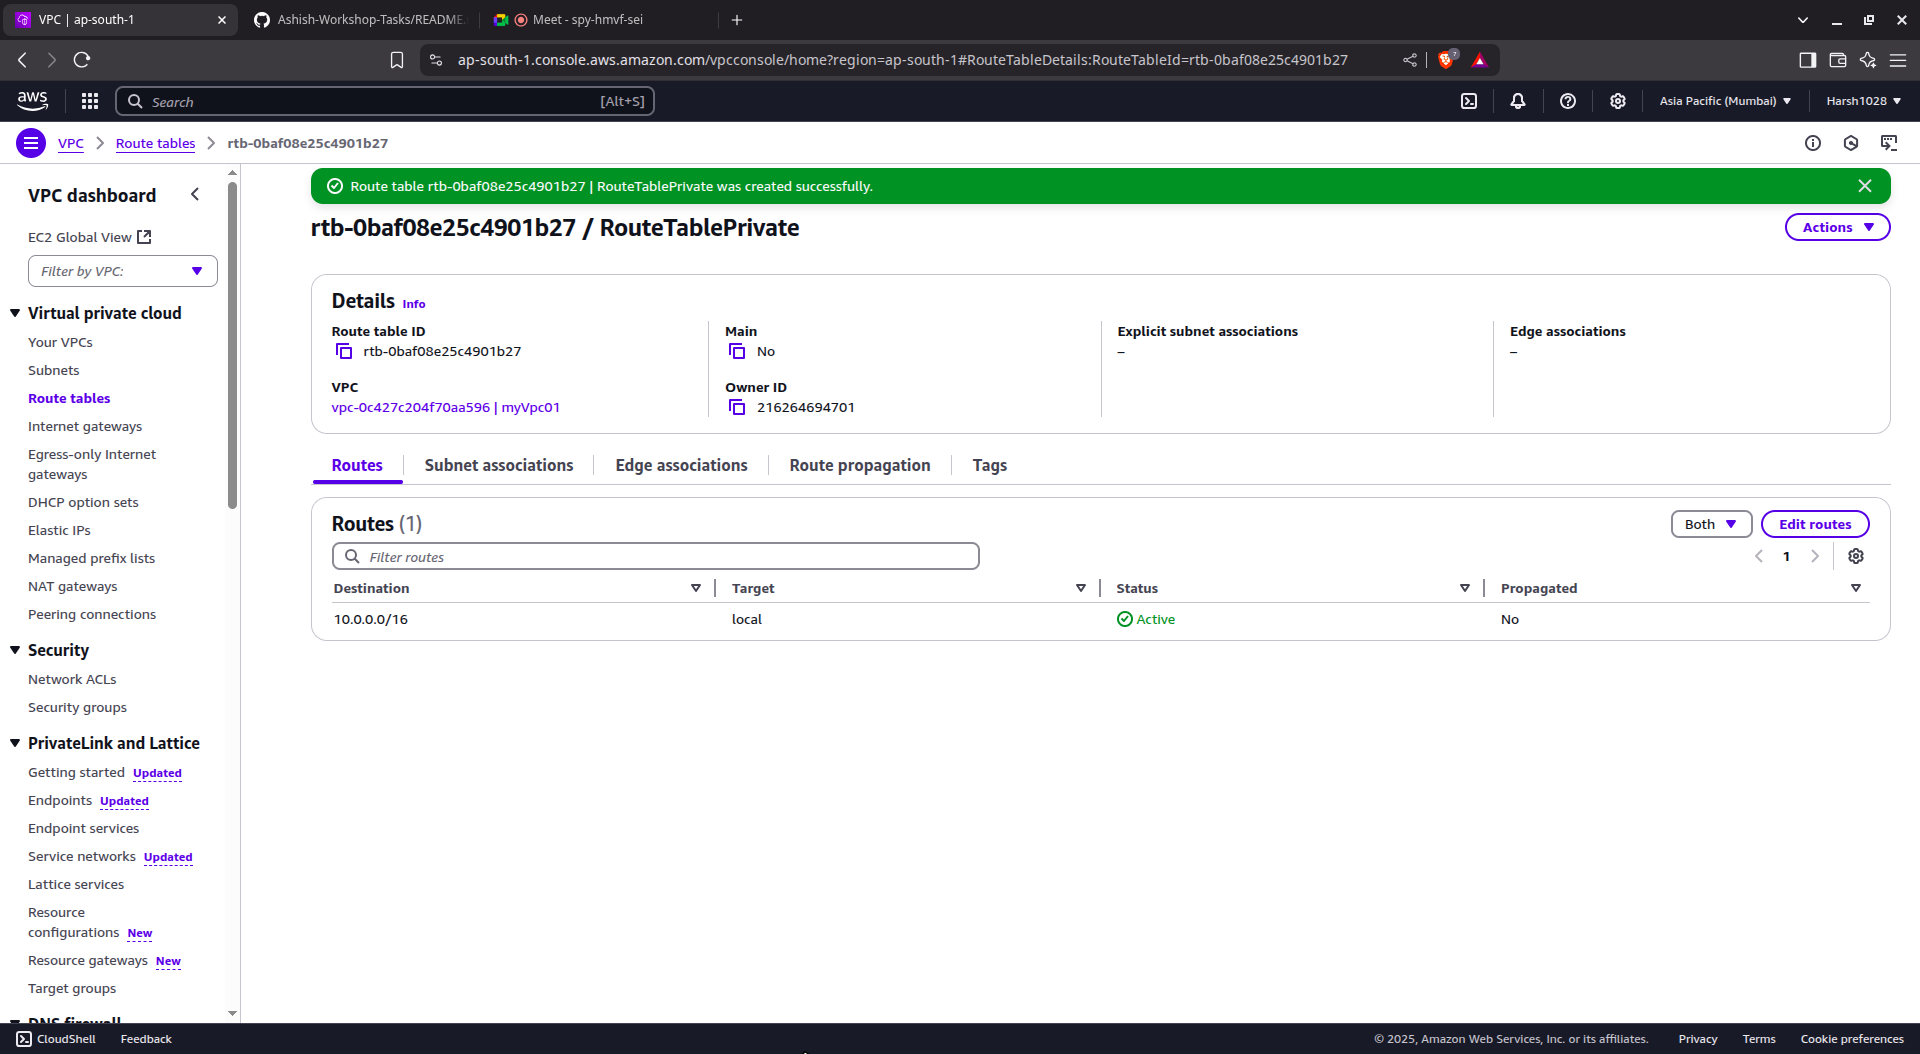 VPC | ap-south-1
Ashish-Workshop-Tasks/README.
Meet - spy-hmvf-sei
ap-south-1.console.aws.amazon.com/vpcconsole/home?region=ap-south-1#RouteTableDetails:RouteTableId=rtb-0baf08e25c4901b27
7
aws
Search
[Alt+S]
Asia Pacific (Mumbai)
Harsh1028
VPC
Route tables
rtb-0baf08e25c4901b27
VPC dashboard
EC2 Global View
Filter by VPC:
Virtual private cloud
Your VPCs
Subnets
Route tables
Internet gateways
Egress-only Internet
gateways
DHCP option sets
Elastic IPs
Managed prefix lists
NAT gateways
Peering connections
Security
Network ACLs
Security groups
PrivateLink and Lattice
Getting started Updated
Endpoints Updated
Endpoint services
Service networks Updated
Lattice services
Resource
configurations New
Resource gateways New
Target groups
DNS firewall
Route table rtb-0baf08e25c4901b27 | RouteTablePrivate was created successfully.
rtb-0baf08e25c4901b27 / RouteTablePrivate
Actions
Details Info
Route table ID
rtb-0baf08e25c4901b27
Main
No
Explicit subnet associations
–
Edge associations
–
VPC
vpc-0c427c204f70aa596 | myVpc01
Owner ID
216264694701
Routes
Subnet associations
Edge associations
Route propagation
Tags
Routes (1)
Both
Edit routes
Filter routes
1
Destination
Target
Status
Propagated
10.0.0.0/16
local
Active
No
CloudShell
Feedback
© 2025, Amazon Web Services, Inc. or its affiliates.
Privacy
Terms
Cookie preferences